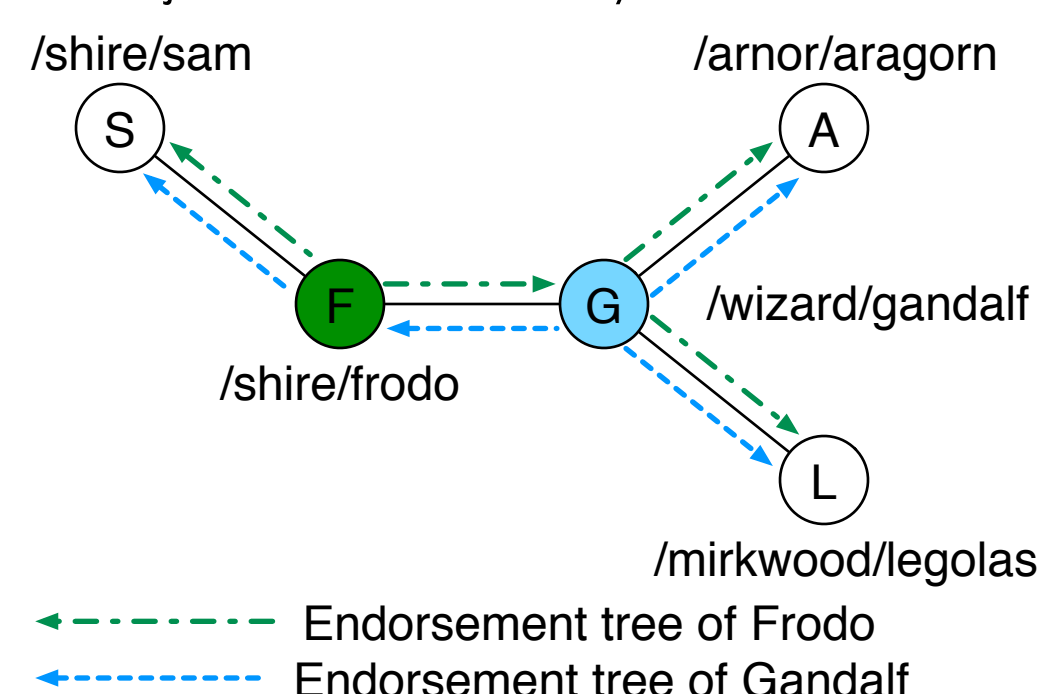 /shire/sam
/arnor/aragorn
S
A
F
G
/wizard/gandalf
/shire/frodo
L
/mirkwood/legolas
Endorsement tree of Frodo
Endorsement tree of Gandalf